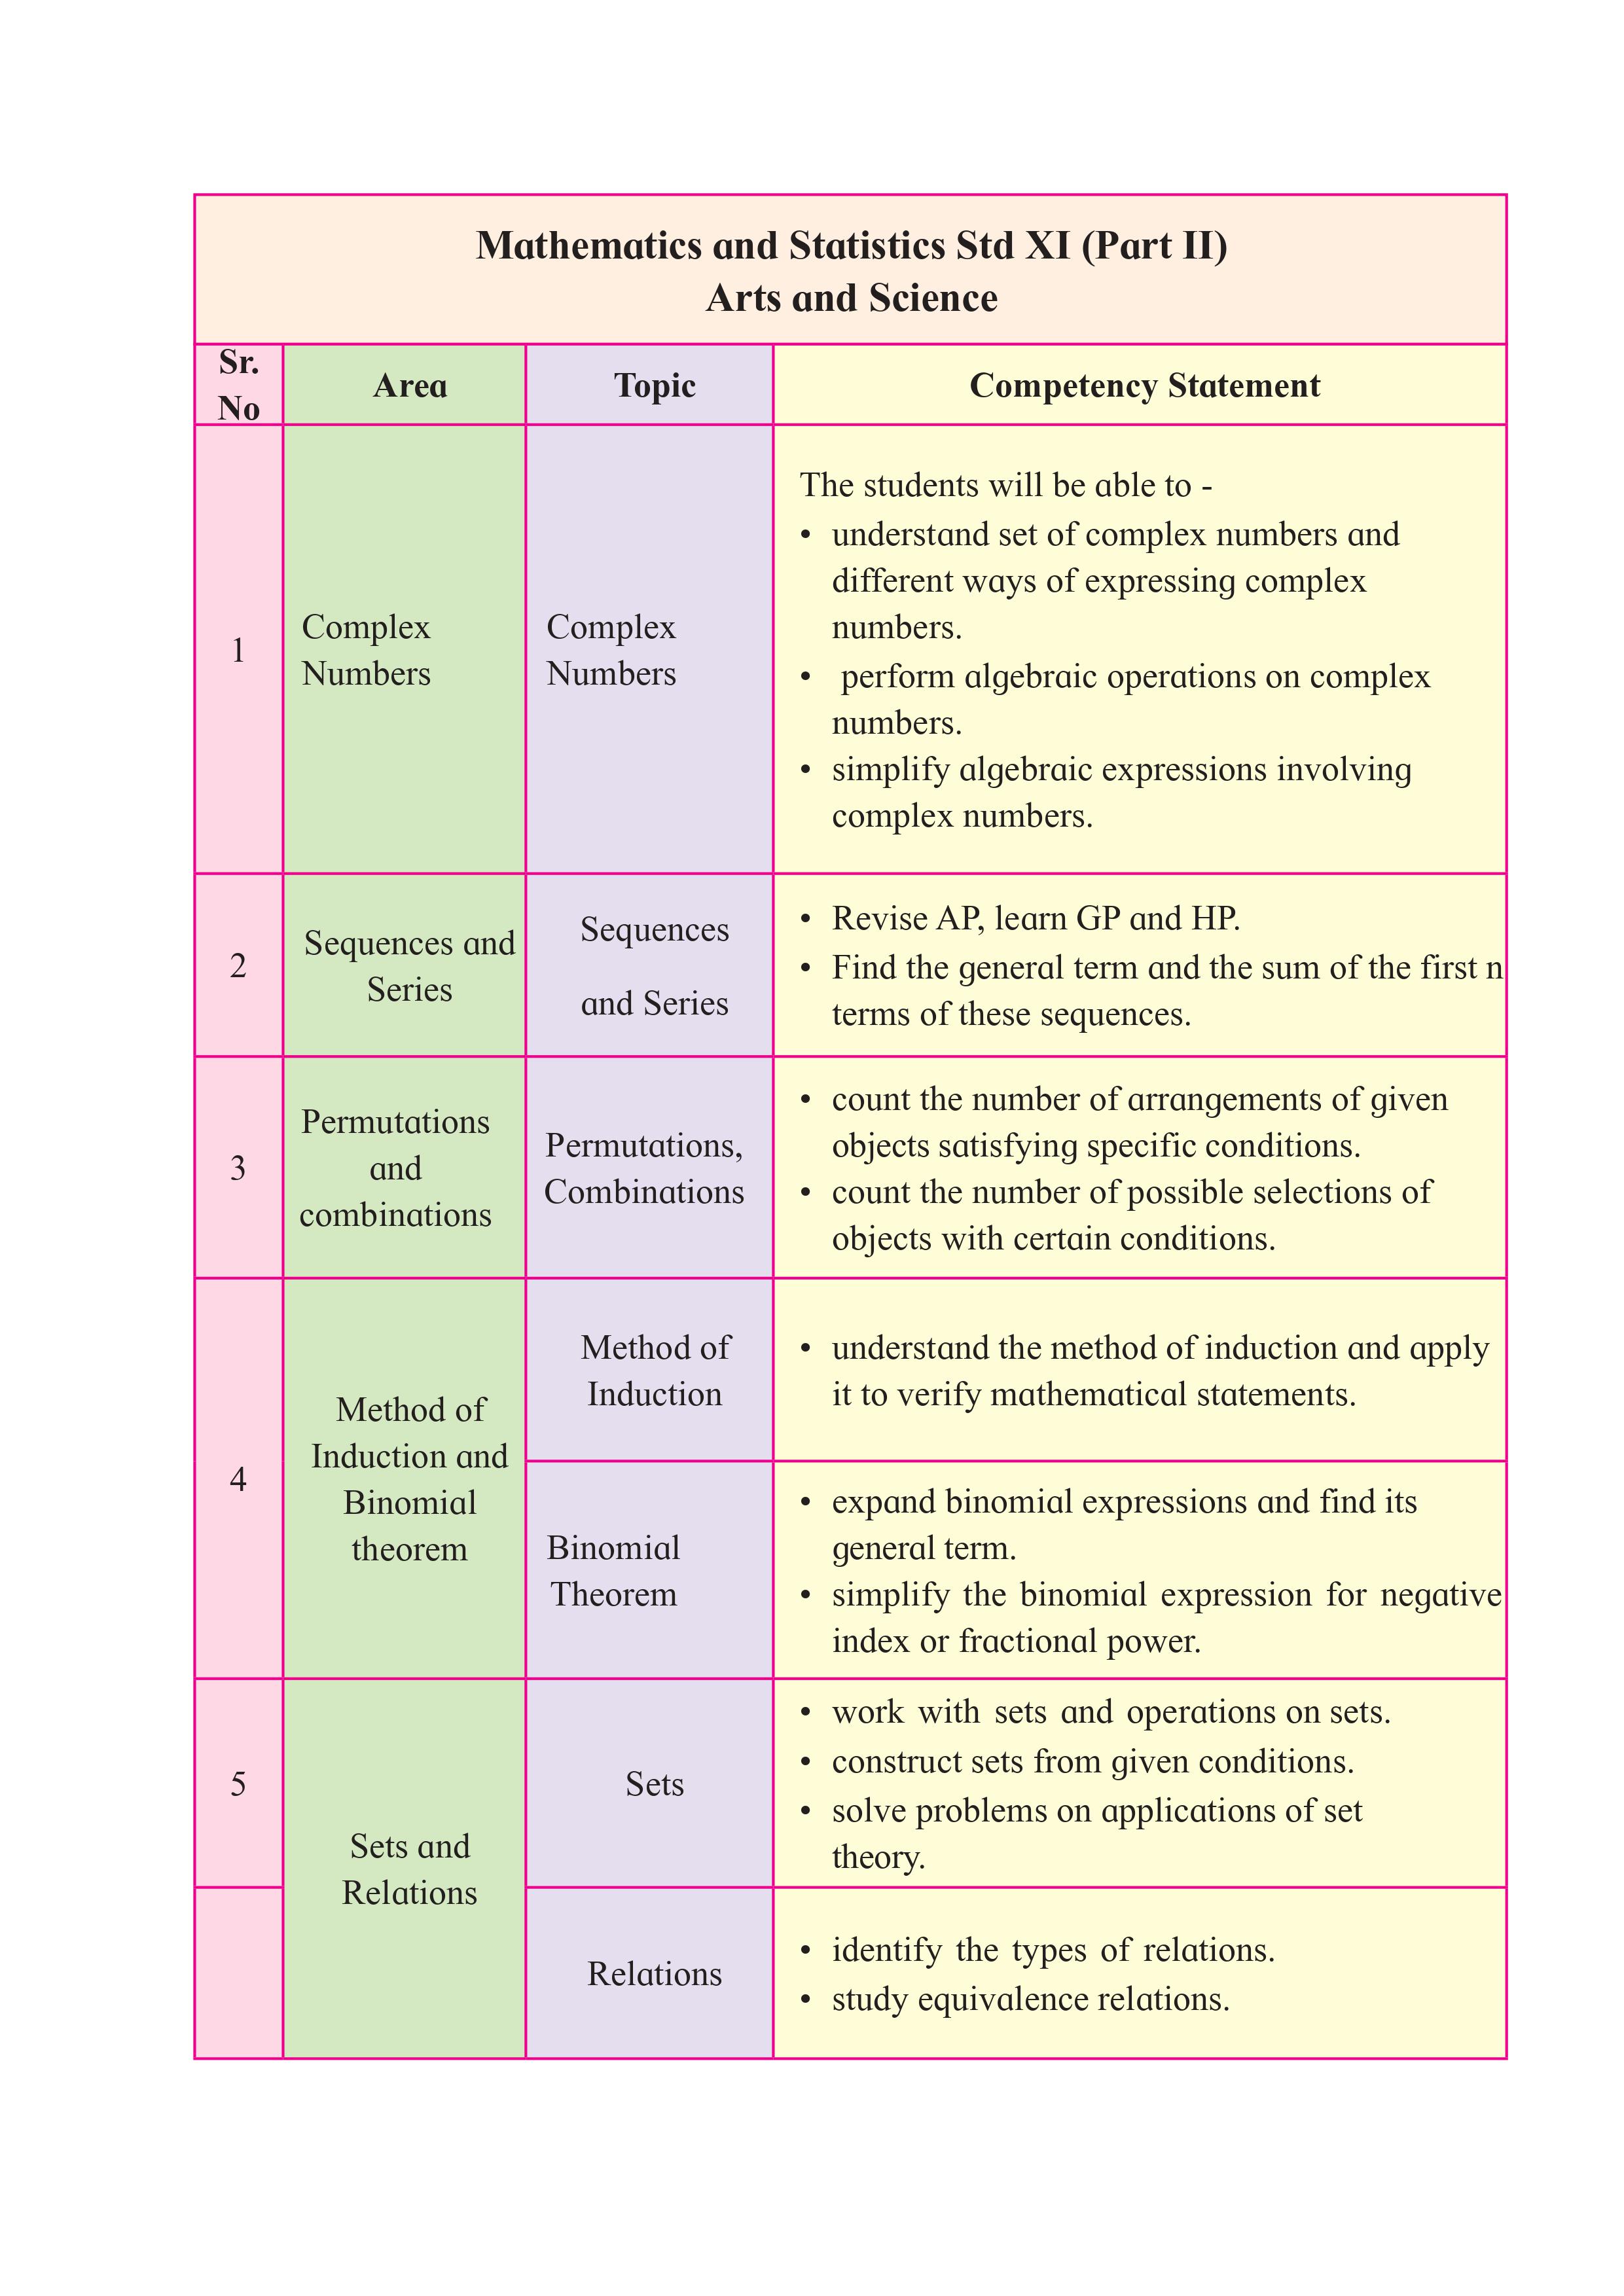 Mathematics and Statistics Std XI (Part II)
Arts and Science
Sr.
No
Area
Topic
Competency Statement
1
Complex
Numbers
Complex
Numbers
The students will be able to -
• understand set of complex numbers and
different ways of expressing complex
numbers.
• perform algebraic operations on complex
numbers.
• simplify algebraic expressions involving
complex numbers.
2
Sequences and
Series
Sequences
and Series
• Revise AP, learn GP and HP.
• Find the general term and the sum of the first n
terms of these sequences.
3
Permutations
and
combinations
Permutations,
Combinations
• count the number of arrangements of given
objects satisfying specific conditions.
• count the number of possible selections of
objects with certain conditions.
4
Method of
Induction and
Binomial
theorem
Method of
Induction
• understand the method of induction and apply
it to verify mathematical statements.
Binomial
Theorem
• expand binomial expressions and find its
general term.
• simplify the binomial expression for negative
index or fractional power.
5
Sets and
Relations
Sets
• work with sets and operations on sets.
• construct sets from given conditions.
• solve problems on applications of set
theory.
Relations
• identify the types of relations.
• study equivalence relations.